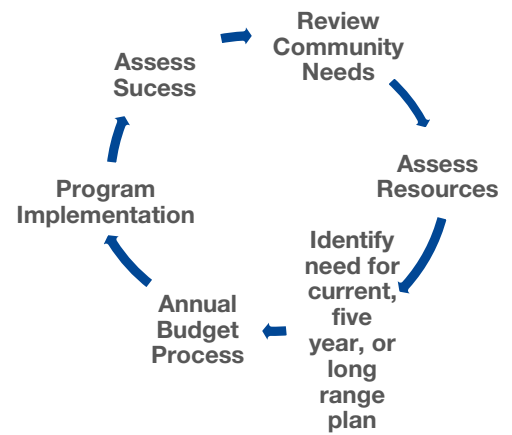 Review
Community
Needs
Assess
Resources
Identify
need for
current,
five
year, or
long
range
plan
Annual
Budget
Process
Program
Implementation
Assess
Sucess